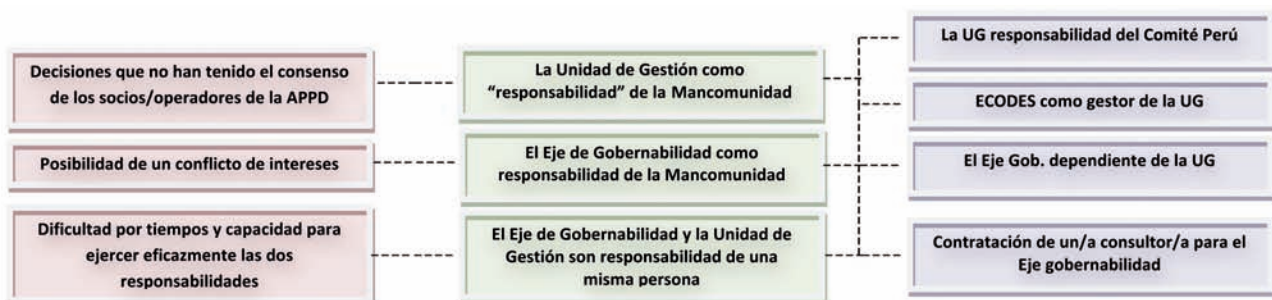 Decisiones que no han tenido el consenso
de los socios/operadores de la APPD
Posibilidad de un conflicto de intereses
Dificultad por tiempos y capacidad para
ejercer eficazmente las dos
responsabilidades
La Unidad de Gestión como
“responsabilidad” de la Mancomunidad
El Eje de Gobernabilidad como
responsabilidad de la Mancomunidad
El Eje de Gobernabilidad y la Unidad de
Gestión son responsabilidad de una
misma persona
La UG responsabilidad del Comité Perú
ECODES como gestor de la UG
El Eje Gob. dependiente de la UG
Contratación de un/a consultor/a para el
Eje gobernabilidad